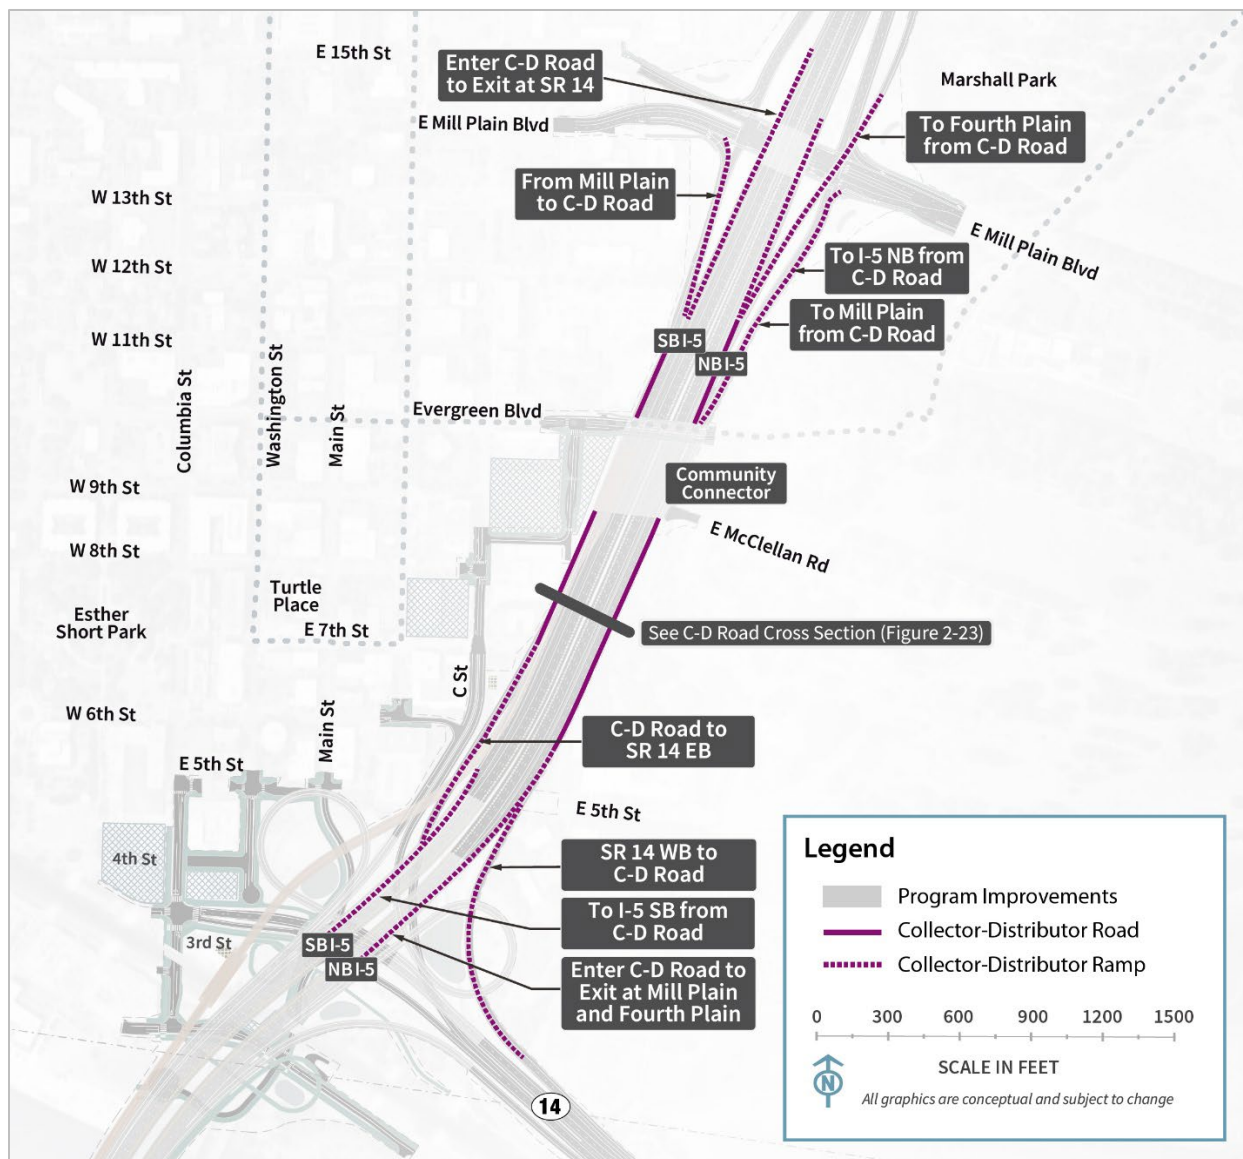 E 15th St
Enter C-D Road
to Exit at SR 14
Marshall Park
E Mill Plain Blvd
To Fourth Plain
from C-D Road
From Mill Plain
to C-D Road
W 13th St
E Mill Plain Blvd
To I-5 NB from
C-D Road
W 12th St
To Mill Plain
from C-D Road
W 11th St
SB I-5
NB I-5
Columbia St
Washington St
Main St
Evergreen Blvd
Community
Connector
W 9th St
E McClellan Rd
W 8th St
Turtle
Place
Esther
Short Park
E 7th St
See C-D Road Cross Section (Figure 2-23)
C St
W 6th St
Main St
C-D Road to
SR 14 EB
E 5th St
E 5th St
4th St
SR 14 WB to
C-D Road
To I-5 SB from
C-D Road
3rd St
SB I-5
NB I-5
Enter C-D Road to
Exit at Mill Plain
and Fourth Plain
14
Legend
Program Improvements
Collector-Distributor Road
Collector-Distributor Ramp
0 300 600 900 1200 1500
SCALE IN FEET
N
All graphics are conceptual and subject to change